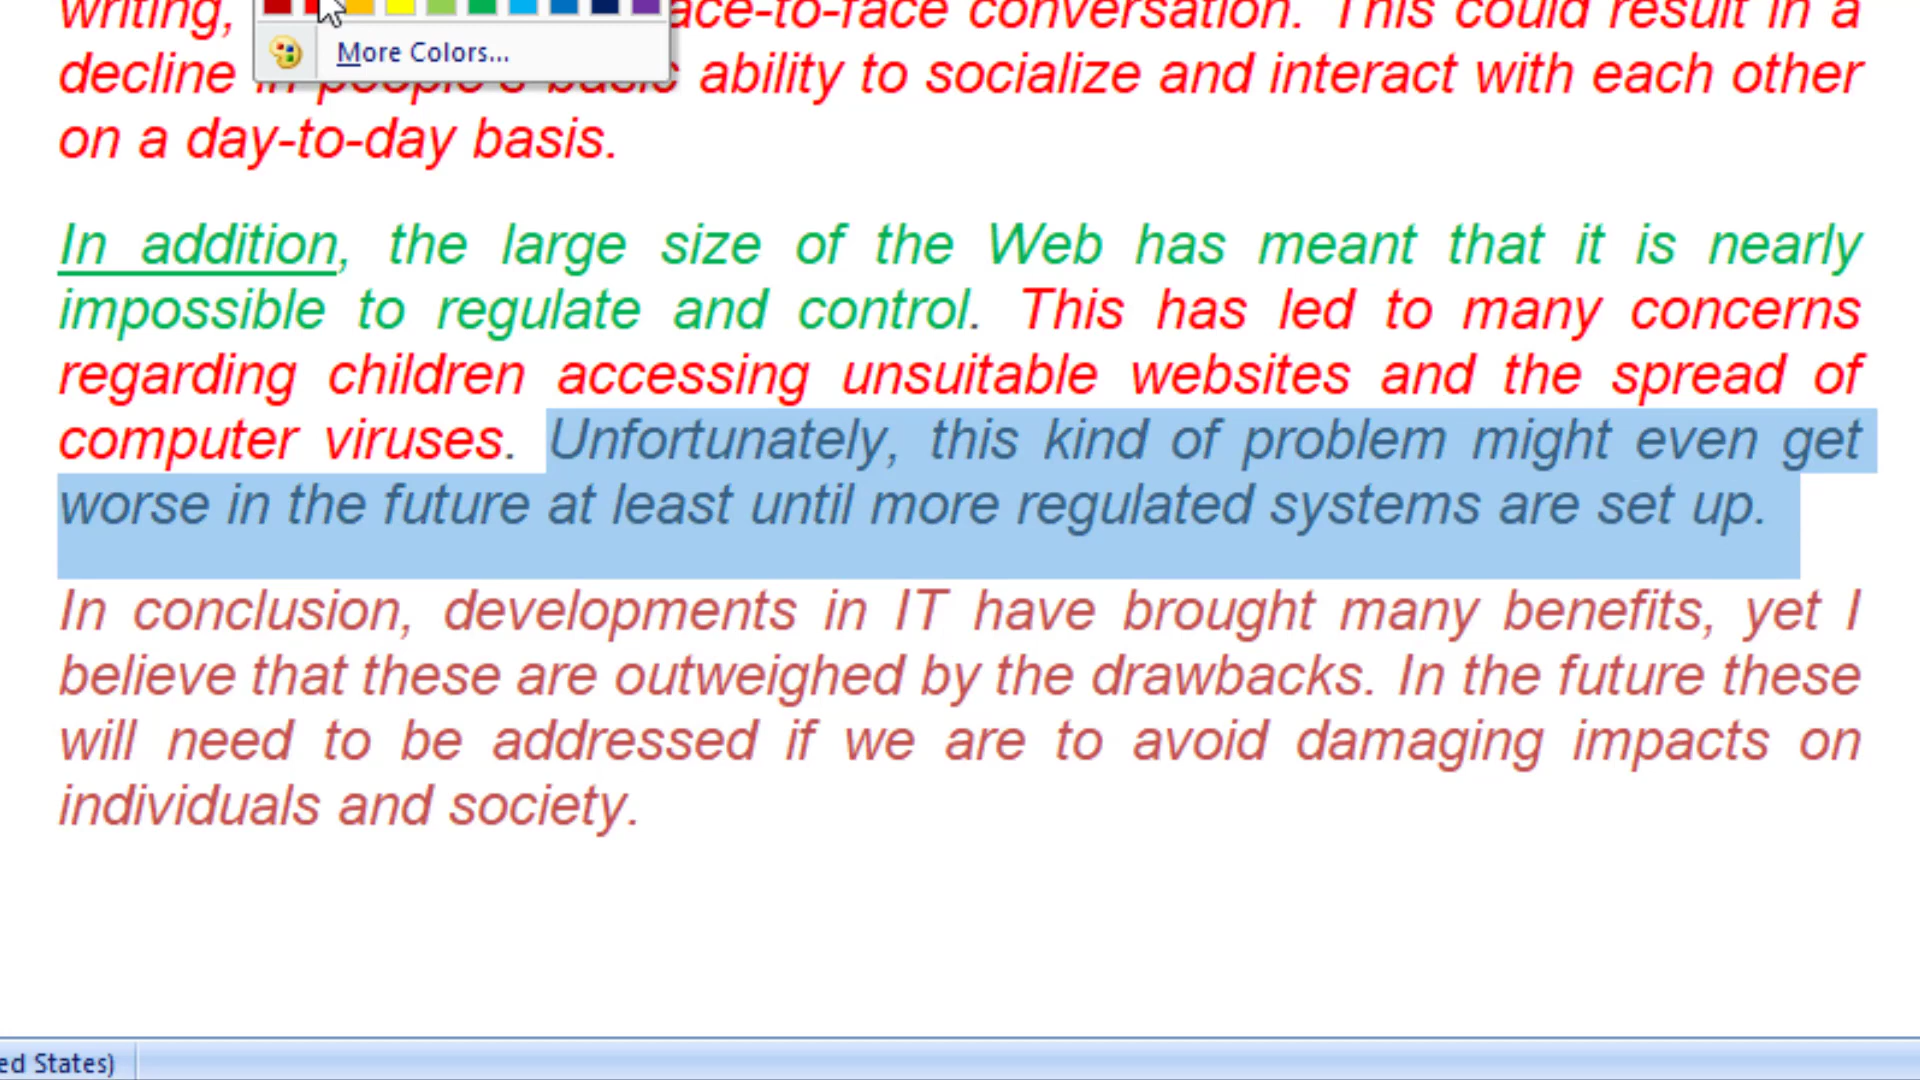 writing, ace-to-face conversation. This could result in a
More Colors...
decline in people's basic ability to socialize and interact with each other
on a day-to-day basis.
In addition, the large size of the Web has meant that it is nearly
impossible to regulate and control. This has led to many concerns
regarding children accessing unsuitable websites and the spread of
computer viruses. Unfortunately, this kind of problem might even get
worse in the future at least until more regulated systems are set up.
In conclusion, developments in IT have brought many benefits, yet I
believe that these are outweighed by the drawbacks. In the future these
will need to be addressed if we are to avoid damaging impacts on
individuals and society.
ed States)